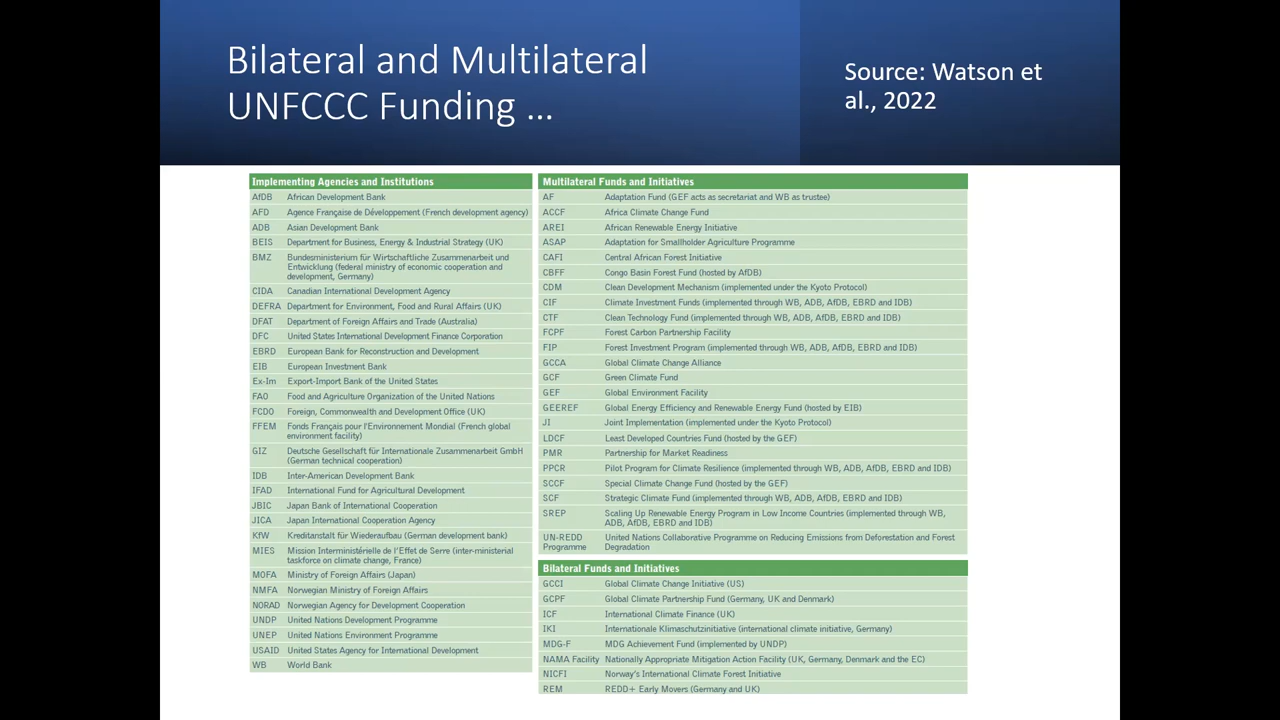 Bilateral and Multilateral
UNFCCC Funding ...
Source: Watson et
al., 2022
Implementing Agencies and Institutions
AfDB African Development Bank
AFD Agence Française de Développement (French development agency)
ADB Asian Development Bank
BEIS Department for Business, Energy & Industrial Strategy (UK)
BMZ Bundesministerium für Wirtschaftliche Zusammenarbeit und
Entwicklung (federal ministry of economic cooperation and
development, Germany)
CIDA Canadian International Development Agency
DEFRA Department for Environment, Food and Rural Affairs (UK)
DFAT Department of Foreign Affairs and Trade (Australia)
DFC United States International Development Finance Corporation
EBRD European Bank for Reconstruction and Development
EIB European Investment Bank
Ex-Im Export-Import Bank of the United States
FAO Food and Agriculture Organization of the United Nations
FCDO Foreign, Commonwealth and Development Office (UK)
FFEM Fonds Français pour l'Environnement Mondial (French global
environment facility)
GIZ Deutsche Gesellschaft für Internationale Zusammenarbeit GmbH
(German technical cooperation)
IDB Inter-American Development Bank
IFAD International Fund for Agricultural Development
JBIC Japan Bank of International Cooperation
JICA Japan International Cooperation Agency
KfW Kreditanstalt für Wiederaufbau (German development bank)
MIES Mission Interministérielle de l'Effet de Serre (inter-ministerial
taskforce on climate change, France)
MOFA Ministry of Foreign Affairs (Japan)
NMFA Norwegian Ministry of Foreign Affairs
NORAD Norwegian Agency for Development Cooperation
UNDP United Nations Development Programme
UNEP United Nations Environment Programme
USAID United States Agency for International Development
WB World Bank
Multilateral Funds and Initiatives
AF Adaptation Fund (GEF acts as secretariat and WB as trustee)
ACCF Africa Climate Change Fund
AREI African Renewable Energy Initiative
ASAP Adaptation for Smallholder Agriculture Programme
CAFI Central African Forest Initiative
CBFF Congo Basin Forest Fund (hosted by AfDB)
CDM Clean Development Mechanism (implemented under the Kyoto Protocol)
CIF Climate Investment Funds (implemented through WB, ADB, AfDB, EBRD and IDB)
CTF Clean Technology Fund (implemented through WB, ADB, AfDB, EBRD and IDB)
FCPF Forest Carbon Partnership Facility
FIP Forest Investment Program (implemented through WB, ADB, AfDB, EBRD and IDB)
GCCA Global Climate Change Alliance
GCF Green Climate Fund
GEF Global Environment Facility
GEEREF Global Energy Efficiency and Renewable Energy Fund (hosted by EIB)
JI Joint Implementation (implemented under the Kyoto Protocol)
LDCF Least Developed Countries Fund (hosted by the GEF)
PMR Partnership for Market Readiness
PPCR Pilot Program for Climate Resilience (implemented through WB, ADB, AfDB, EBRD and IDB)
SCCF Special Climate Change Fund (hosted by the GEF)
SCF Strategic Climate Fund (implemented through WB, ADB, AfDB, EBRD and IDB)
SREP Scaling Up Renewable Energy Program in Low Income Countries (implemented through WB,
ADB, AfDB, EBRD and IDB)
UN-REDD United Nations Collaborative Programme on Reducing Emissions from Deforestation and Forest
Programme Degradation
Bilateral Funds and Initiatives
GCCI Global Climate Change Initiative (US)
GCPF Global Climate Partnership Fund (Germany, UK and Denmark)
ICF International Climate Finance (UK)
IKI Internationale Klimaschutzinitiative (international climate initiative, Germany)
MDG-F MDG Achievement Fund (implemented by UNDP)
NAMA Facility Nationally Appropriate Mitigation Action Facility (UK, Germany, Denmark and the EC)
NICFI Norway's International Climate Forest Initiative
REM REDD+ Early Movers (Germany and UK)